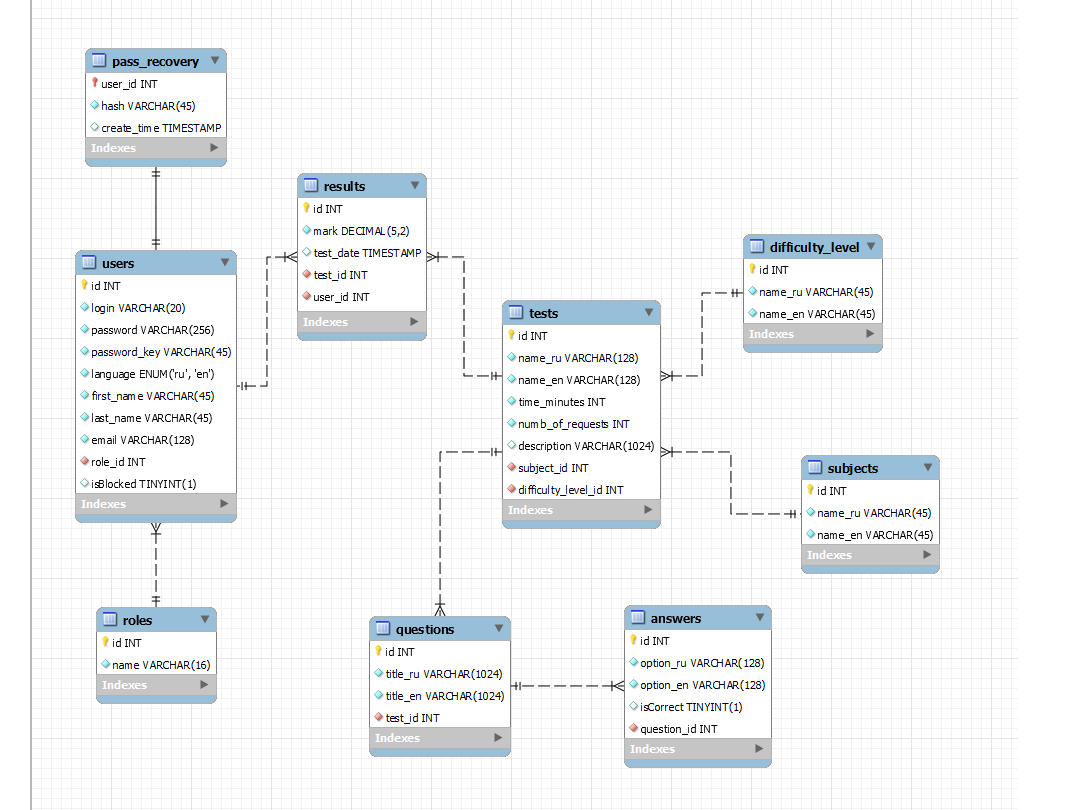 pass_recovery
user_id INT
hash VARCHAR(45)
create_time TIMESTAMP
Indexes
results
id INT
mark DECIMAL(5,2)
test_date TIMESTAMP
test_id INT
user_id INT
Indexes
users
id INT
login VARCHAR(20)
password VARCHAR(256)
password_key VARCHAR(45)
language ENUM('ru', 'en')
first_name VARCHAR(45)
last_name VARCHAR(45)
email VARCHAR(128)
role_id INT
isBlocked TINYINT(1)
Indexes
difficulty_level
id INT
name_ru VARCHAR(45)
name_en VARCHAR(45)
Indexes
tests
id INT
name_ru VARCHAR(128)
name_en VARCHAR(128)
time_minutes INT
numb_of_requests INT
description VARCHAR(1024)
subject_id INT
difficulty_level_id INT
Indexes
subjects
id INT
name_ru VARCHAR(45)
name_en VARCHAR(45)
Indexes
roles
id INT
name VARCHAR(16)
Indexes
questions
id INT
title_ru VARCHAR(1024)
title_en VARCHAR(1024)
test_id INT
Indexes
answers
id INT
option_ru VARCHAR(128)
option_en VARCHAR(128)
isCorrect TINYINT(1)
question_id INT
Indexes